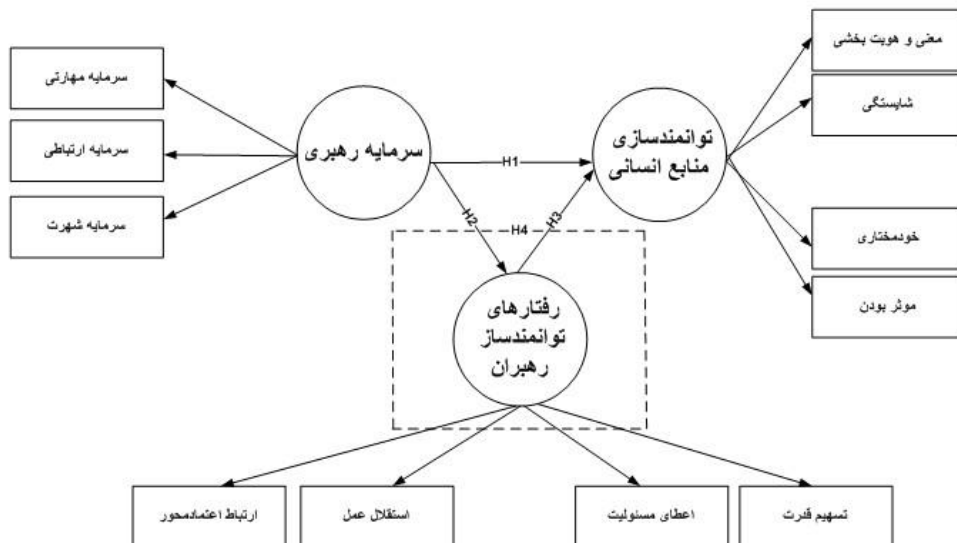 معنی و هویت بخشی
شایستگی
سرمایه مهارتی
سرمایه ارتباطی
سرمایه شهرت
سرمایه رهبری
توانمندسازی
منابع انسانی
خودمختاری
موثر بودن
H1
H2
H3
H4
رفتارهای
توانمندساز
رهبران
تسهیم قدرت
اعطای مسئولیت
استقلال عمل
ارتباط اعتمادمحور